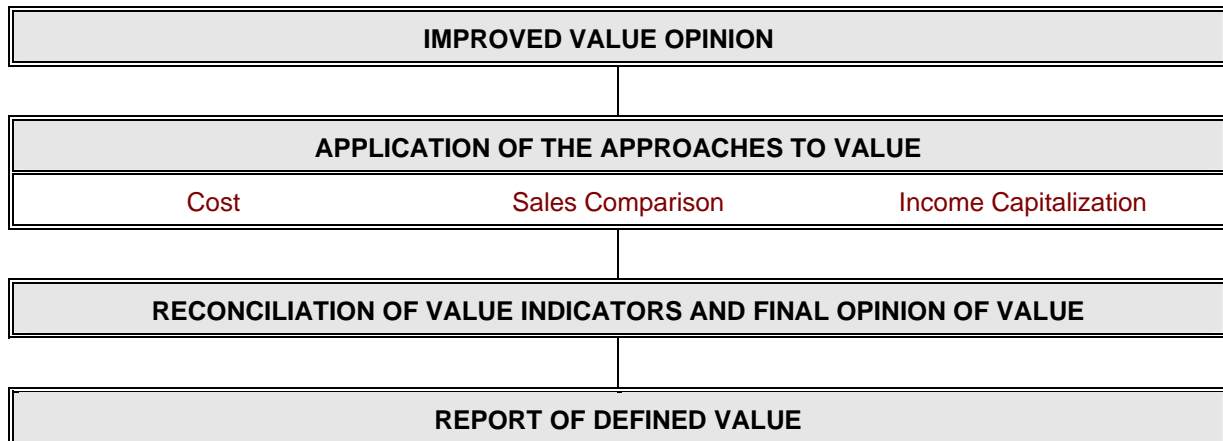 IMPROVED VALUE OPINION
APPLICATION OF THE APPROACHES TO VALUE
Cost Sales Comparison Income Capitalization
RECONCILIATION OF VALUE INDICATORS AND FINAL OPINION OF VALUE
REPORT OF DEFINED VALUE